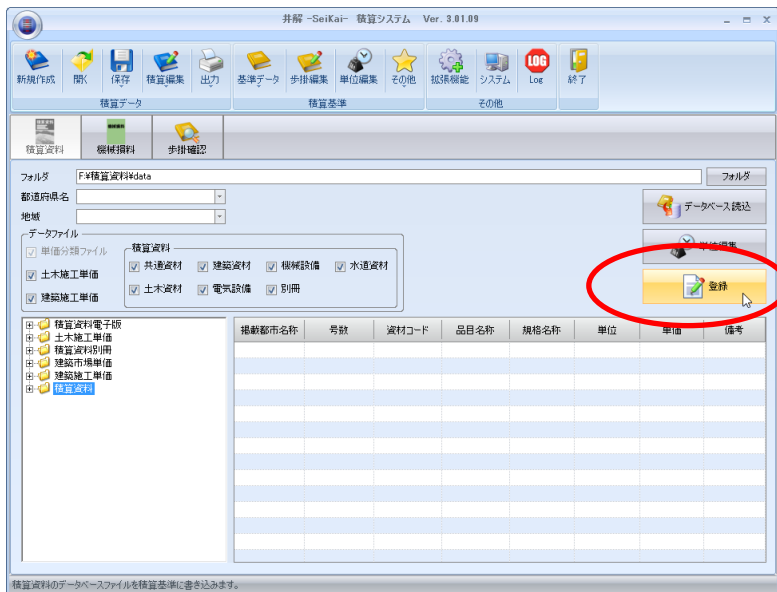 井解 -SeiKai- 積算システム Ver. 3.01.09
新規作成 開く 保存 積算編集 出力 基準データ 歩掛編集 単位編集 その他 拡張機能 システム LOG Log 終了
積算データ 積算基準 その他
積算資料 機械損料 歩掛確認
フォルダ F:¥積算資料¥data フォルダ
都道府県名
地域
データベース読込
データファイル
単価分類ファイル
積算資料
単位編集
共通資材 建築資材 機械設備 水道資材
土木施工単価
土木資材 電気設備 別冊
登録
建築施工単価
積算資料電子版
土木施工単価
積算資料別冊
建築市場単価
建築施工単価
積算資料
掲載都市名称 号数 資材コード 品目名称 規格名称 単位 単価 備考
積算資料のデータベースファイルを積算基準に書き込みます。